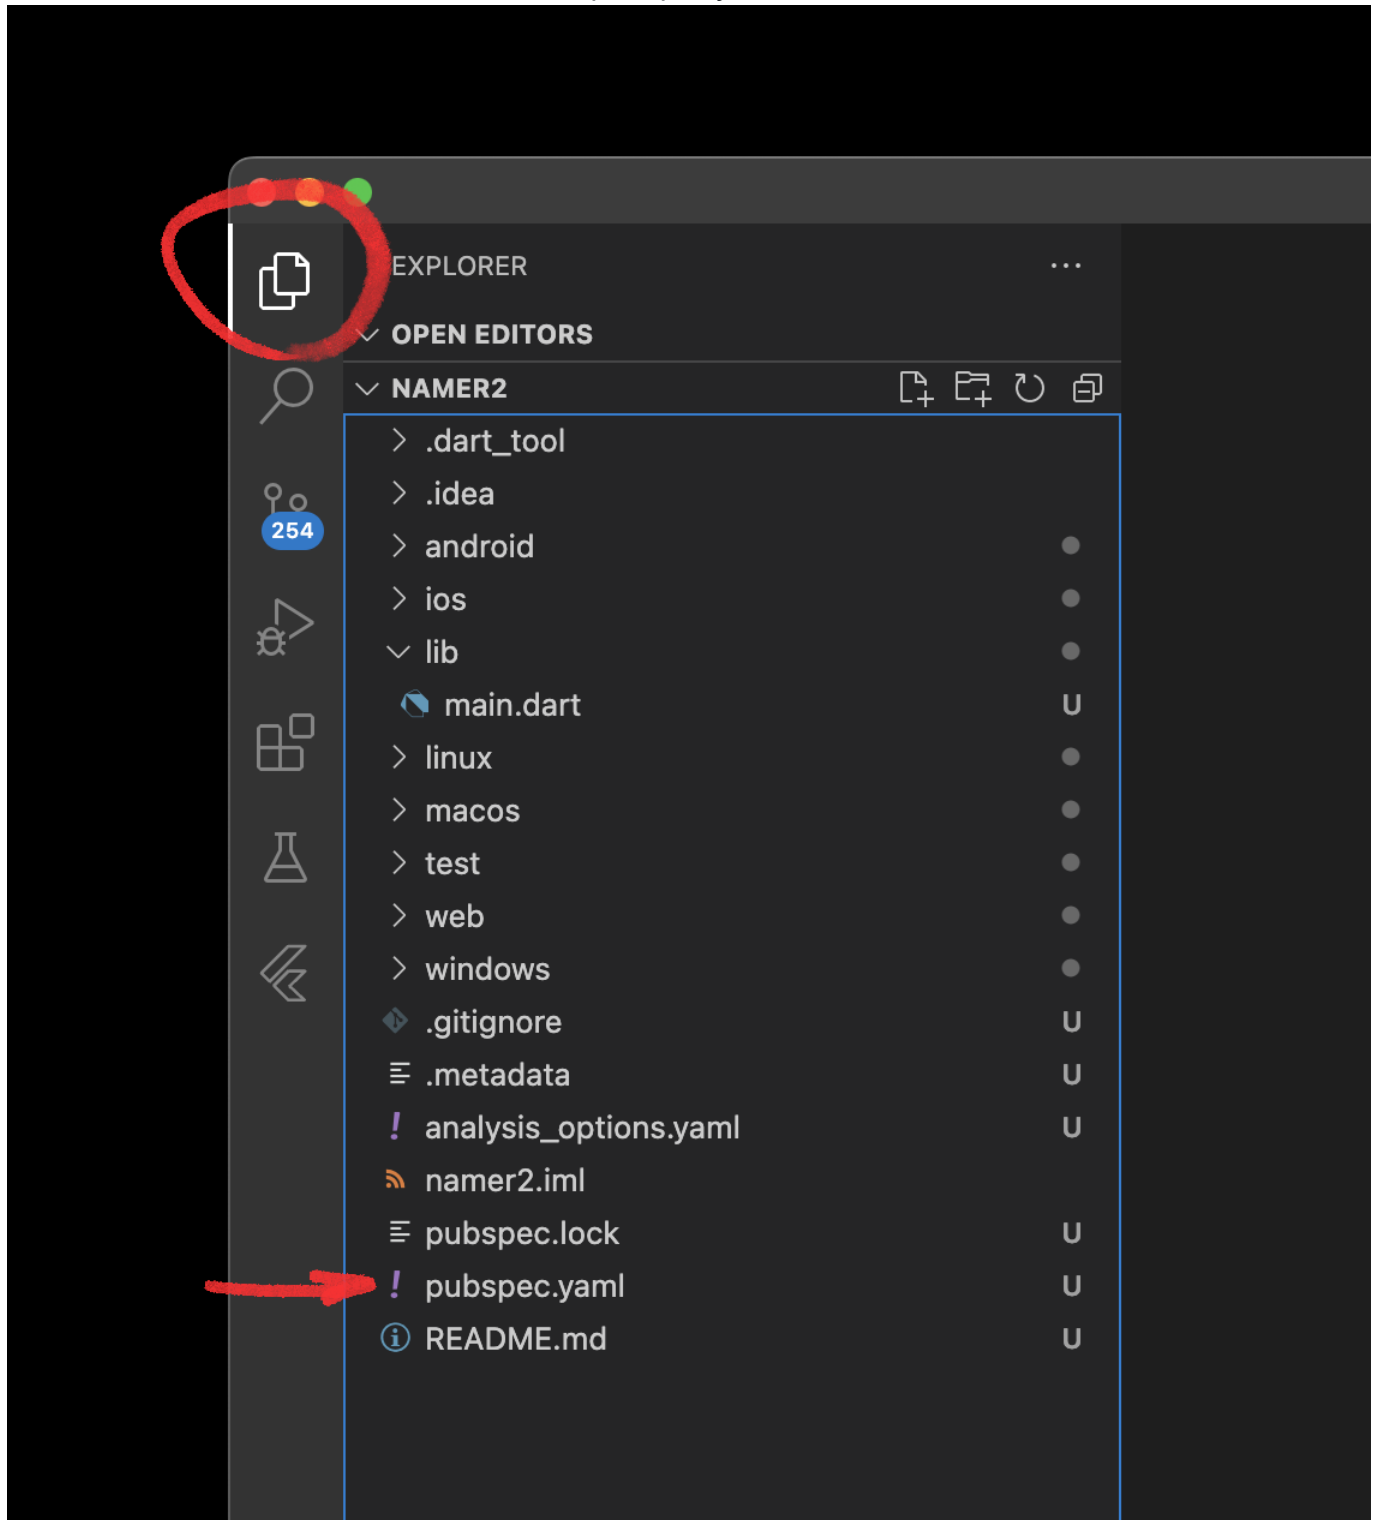 EXPLORER ...
OPEN EDITORS
NAMER2
.dart_tool
.idea
254
android
ios
lib
main.dart U
linux
macos
test
web
windows
.gitignore U
.metadata U
! analysis_options.yaml U
namer2.iml
pubspec.lock U
! pubspec.yaml U
README.md U